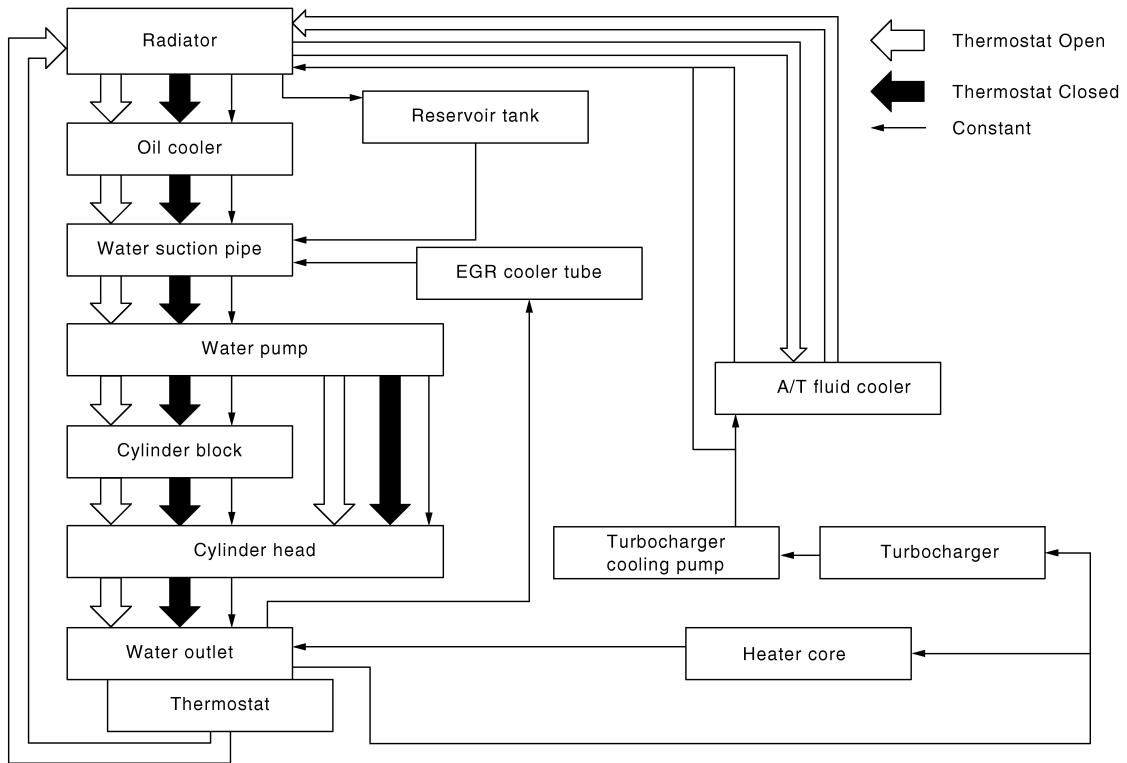 Radiator
Thermostat Open
Thermostat Closed
Reservoir tank
Constant
Oil cooler
Water suction pipe
EGR cooler tube
Water pump
A/T fluid cooler
Cylinder block
Cylinder head
Turbocharger
cooling pump
Turbocharger
Water outlet
Heater core
Thermostat